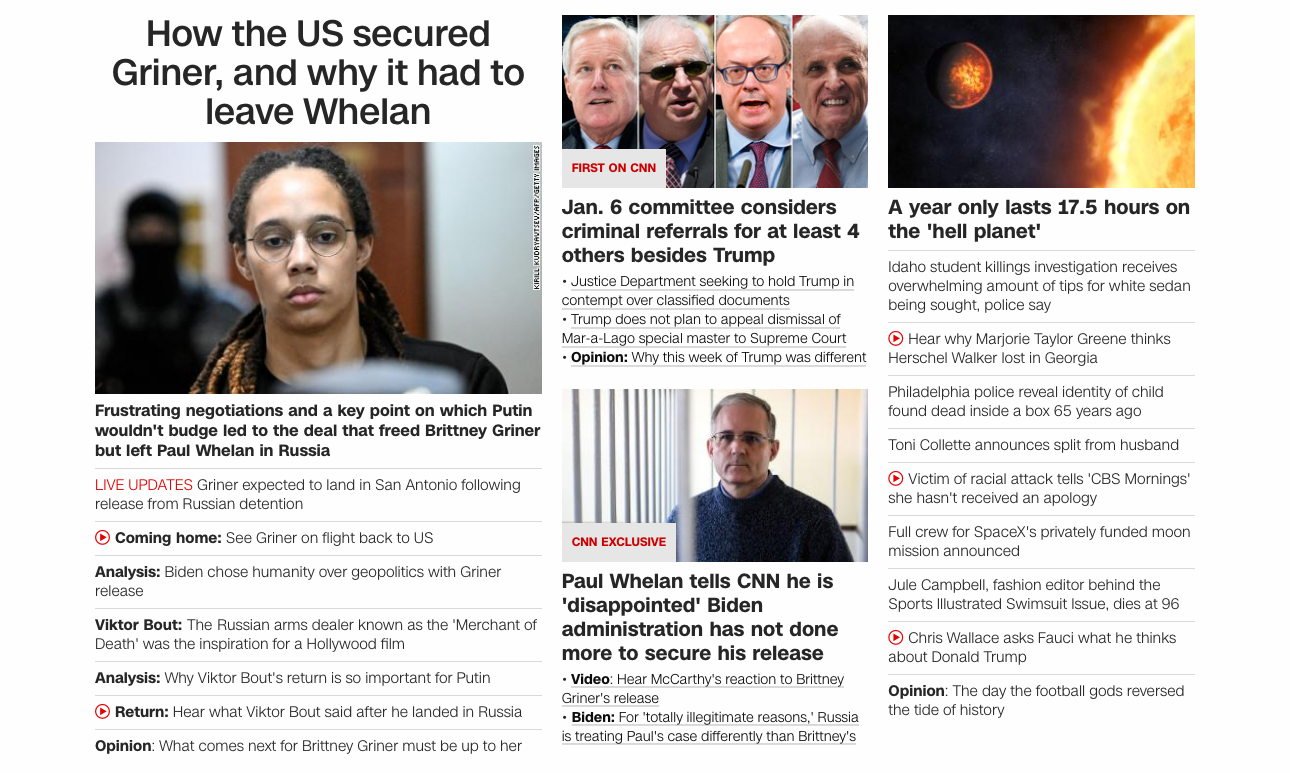 How the US secured
Griner, and why it had to
leave Whelan
KIRILL KUDRYAVTSEV/AFP/GETTY IMAGES
Frustrating negotiations and a key point on which Putin
wouldn't budge led to the deal that freed Brittney Griner
but left Paul Whelan in Russia
LIVE UPDATES Griner expected to land in San Antonio following
release from Russian detention
Coming home: See Griner on flight back to US
Analysis: Biden chose humanity over geopolitics with Griner
release
Viktor Bout: The Russian arms dealer known as the 'Merchant of
Death' was the inspiration for a Hollywood film
Analysis: Why Viktor Bout's return is so important for Putin
Return: Hear what Viktor Bout said after he landed in Russia
Opinion: What comes next for Brittney Griner must be up to her
FIRST ON CNN
Jan. 6 committee considers
criminal referrals for at least 4
others besides Trump
• Justice Department seeking to hold Trump in
contempt over classified documents
• Trump does not plan to appeal dismissal of
Mar-a-Lago special master to Supreme Court
• Opinion: Why this week of Trump was different
CNN EXCLUSIVE
Paul Whelan tells CNN he is
'disappointed' Biden
administration has not done
more to secure his release
• Video: Hear McCarthy's reaction to Brittney
Griner's release
• Biden: For 'totally illegitimate reasons,' Russia
is treating Paul's case differently than Brittney's
A year only lasts 17.5 hours on
the 'hell planet'
Idaho student killings investigation receives
overwhelming amount of tips for white sedan
being sought, police say
Hear why Marjorie Taylor Greene thinks
Herschel Walker lost in Georgia
Philadelphia police reveal identity of child
found dead inside a box 65 years ago
Toni Collette announces split from husband
Victim of racial attack tells 'CBS Mornings'
she hasn't received an apology
Full crew for SpaceX's privately funded moon
mission announced
Jule Campbell, fashion editor behind the
Sports Illustrated Swimsuit Issue, dies at 96
Chris Wallace asks Fauci what he thinks
about Donald Trump
Opinion: The day the football gods reversed
the tide of history